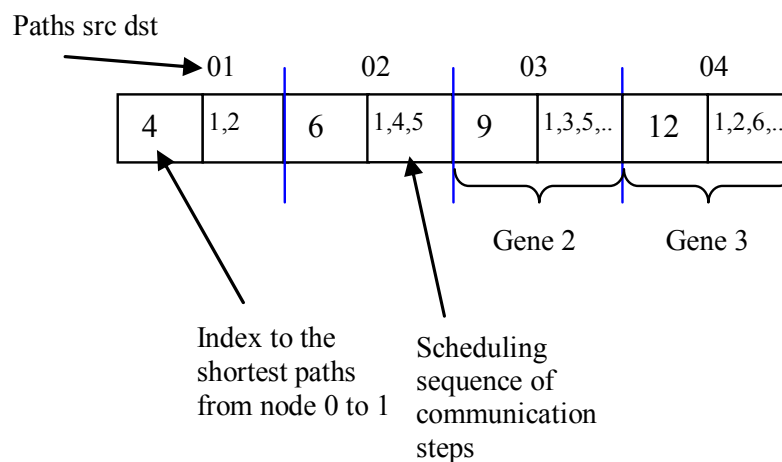 Paths src dst
01 02 03 04
4 1,2 6 1,4,5 9 1,3,5,.. 12 1,2,6,..
Gene 2 Gene 3
Index to the
shortest paths
from node 0 to 1
Scheduling
sequence of
communication
steps